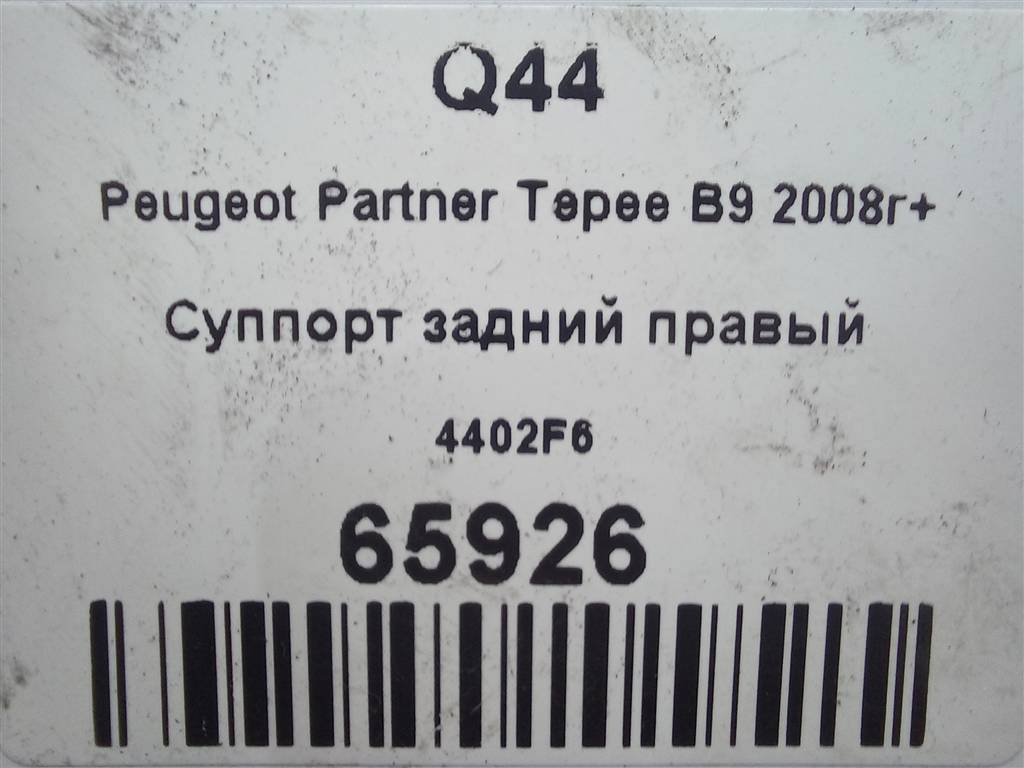 Q44
Peugeot Partner Tepee B9 2008г+
Суппорт задний правый
4402F6
65926